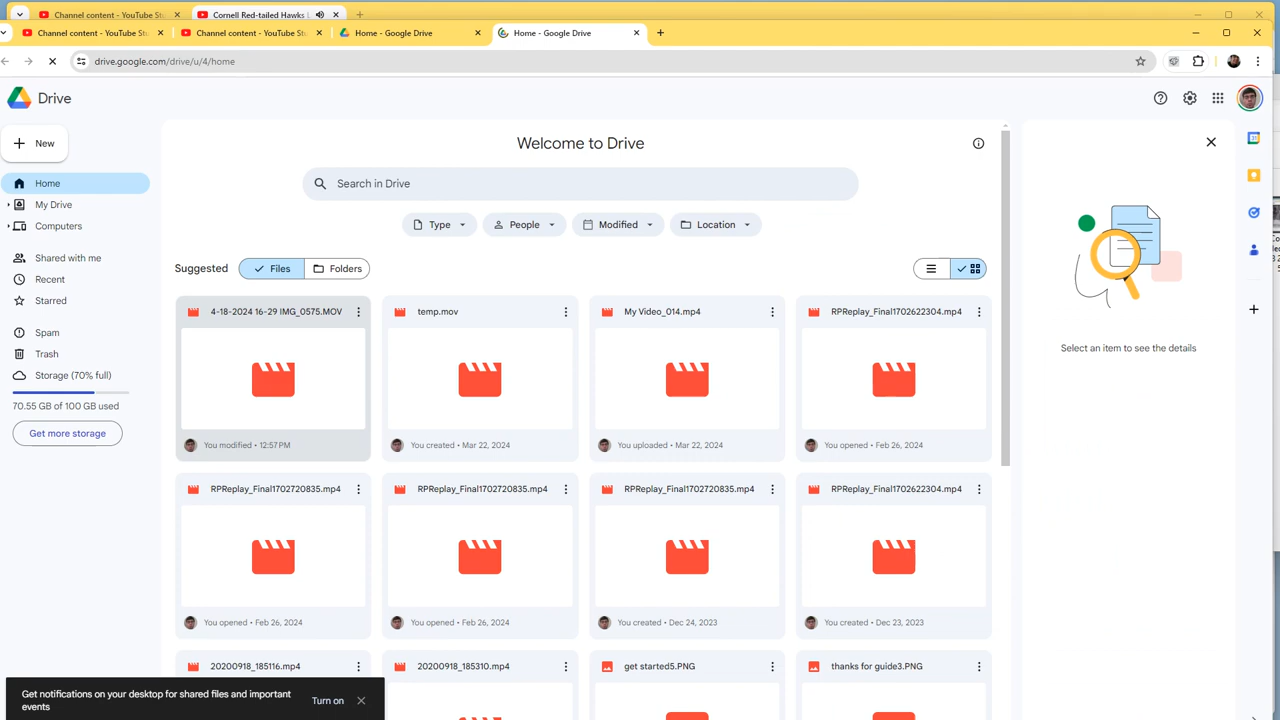 Channel content - YouTube St
Cornell Red-tailed Hawks
Channel content - YouTube Stu
Channel content - YouTube Stu
Home - Google Drive
Home - Google Drive
drive.google.com/drive/u/4/home
Drive
New
Home
My Drive
Computers
Shared with me
Recent
Starred
Spam
Trash
Storage (70% full)
70.55 GB of 100 GB used
Get more storage
Welcome to Drive
Search in Drive
Type
People
Modified
Location
Suggested
Files
Folders
4-18-2024 16-29 IMG_0575.MOV
temp.mov
My Video_014.mp4
RPReplay_Final1702622304.mp4
You modified • 12:57 PM
You created • Mar 22, 2024
You uploaded • Mar 22, 2024
You opened • Feb 26, 2024
RPReplay_Final1702720835.mp4
RPReplay_Final1702720835.mp4
RPReplay_Final1702720835.mp4
RPReplay_Final1702622304.mp4
You opened • Feb 26, 2024
You opened • Feb 26, 2024
You created • Dec 24, 2023
You created • Dec 23, 2023
20200918_185116.mp4
20200918_185310.mp4
get started5.PNG
thanks for guide3.PNG
Select an item to see the details
Get notifications on your desktop for shared files and important
events
Turn on